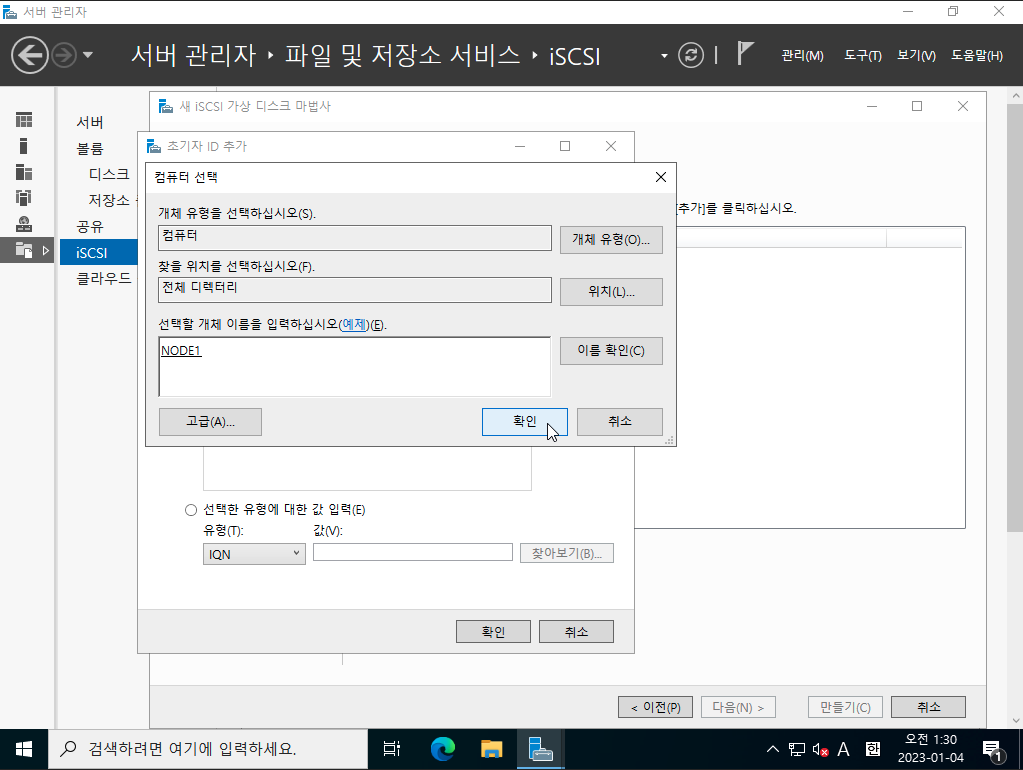 서버 관리자
서버 관리자 ‣ 파일 및 저장소 서비스 ‣ iSCSI
관리(M) 도구(T) 보기(V) 도움말(H)
서버
볼륨
디스크
저장소
공유
iSCSI
클라우드
새 iSCSI 가상 디스크 마법사
[추가]를 클릭하십시오.
초기자 ID 추가
컴퓨터 선택
개체 유형을 선택하십시오(S).
컴퓨터
개체 유형(O)...
찾을 위치를 선택하십시오(F).
전체 디렉터리
위치(L)...
선택할 개체 이름을 입력하십시오(예제)(E).
NODE1
이름 확인(C)
고급(A)...
확인
취소
선택한 유형에 대한 값 입력(E)
유형(T): 값(V):
IQN
찾아보기(B)...
확인
취소
< 이전(P) 다음(N) > 만들기(C) 취소
검색하려면 여기에 입력하세요.
A 한
오전 1:30
2023-01-04
1